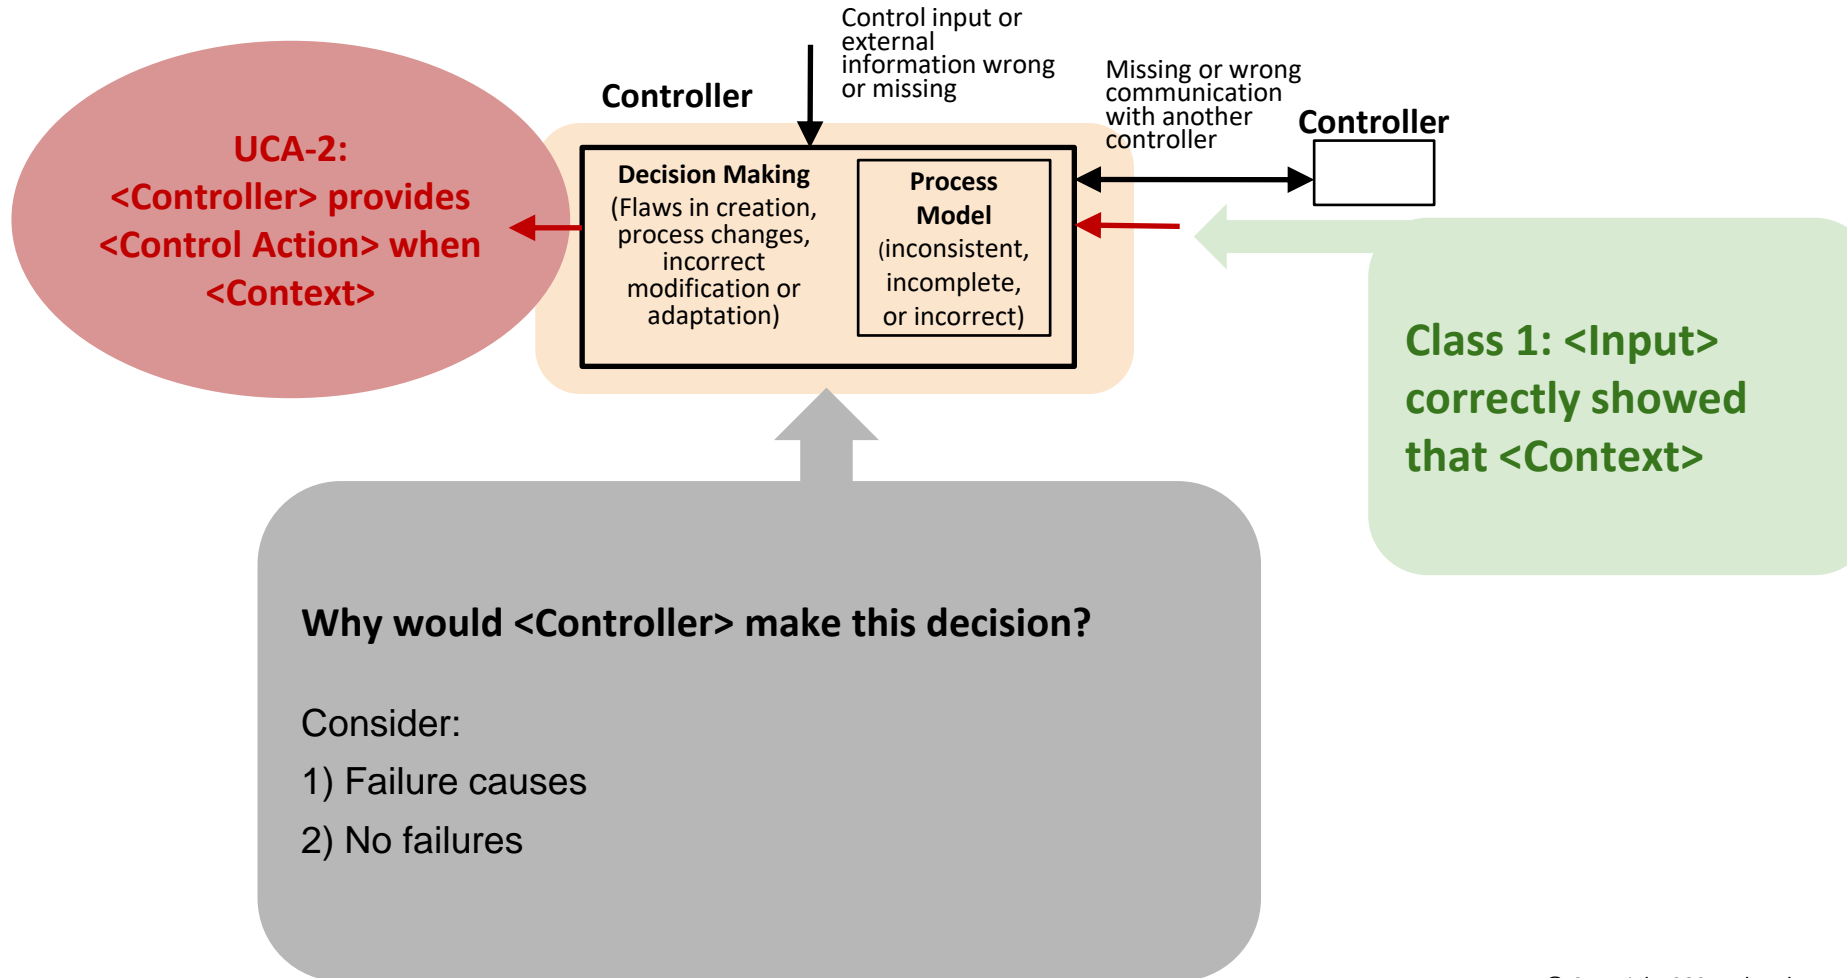 Control input or
external
information wrong
or missing
Missing or wrong
communication
with another
controller
Controller
Controller
UCA-2:
<Controller> provides
<Control Action> when
<Context>
Decision Making
(Flaws in creation,
process changes,
incorrect
modification or
adaptation)
Process
Model
(inconsistent,
incomplete,
or incorrect)
Class 1: <Input>
correctly showed
that <Context>
Why would <Controller> make this decision?
Consider:
1) Failure causes
2) No failures